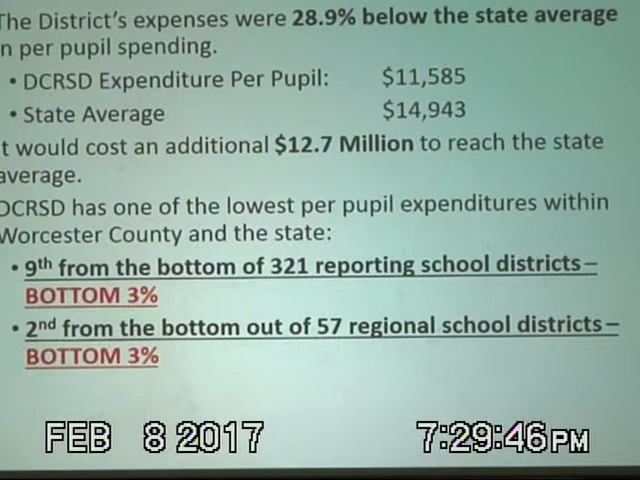 The District's expenses were 28.9% below the state average
n per pupil spending.
• DCRSD Expenditure Per Pupil: $11,585
• State Average $14,943
t would cost an additional $12.7 Million to reach the state
average.
DCRSD has one of the lowest per pupil expenditures within
Worcester County and the state:
• 9th from the bottom of 321 reporting school districts–
BOTTOM 3%
• 2nd from the bottom out of 57 regional school districts–
BOTTOM 3%
FEB 8 2017 7:29:46PM